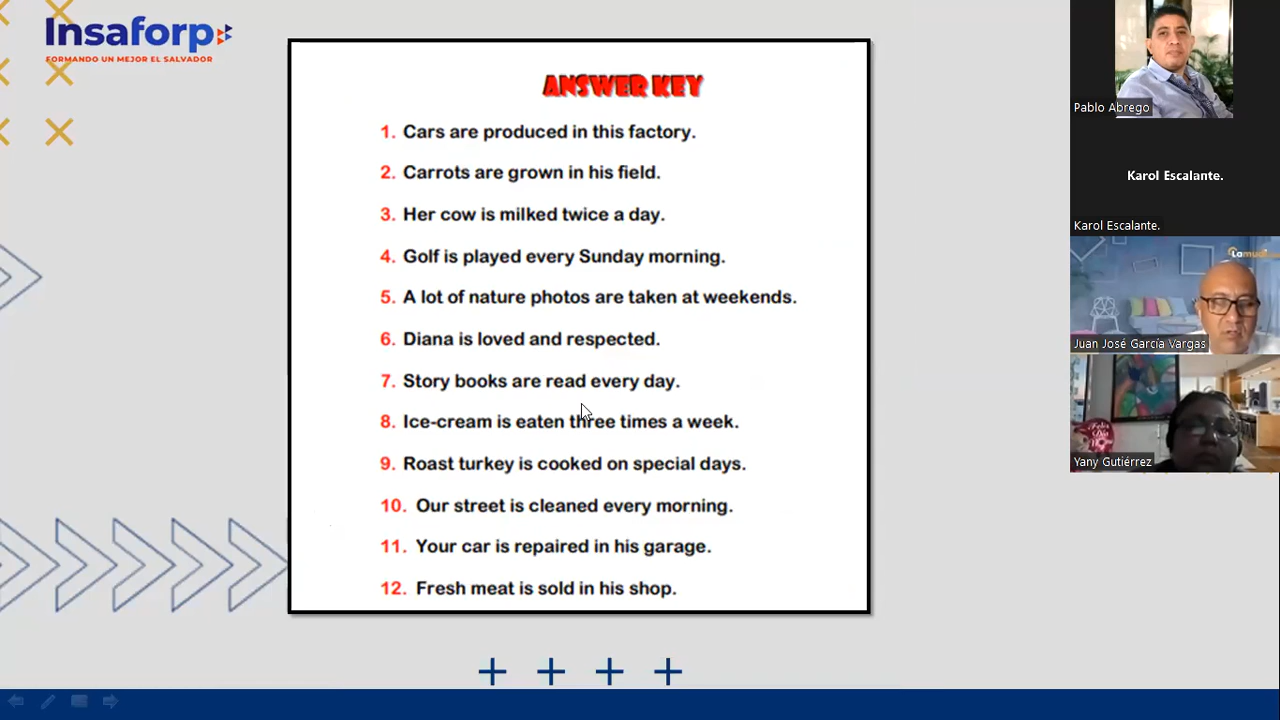 Insaforp
FORMANDO UN MEJOR EL SALVADOR
ANSWER KEY
1. Cars are produced in this factory.
2. Carrots are grown in his field.
3. Her cow is milked twice a day.
4. Golf is played every Sunday morning.
5. A lot of nature photos are taken at weekends.
6. Diana is loved and respected.
7. Story books are read every day.
8. Ice-cream is eaten three times a week.
9. Roast turkey is cooked on special days.
10. Our street is cleaned every morning.
11. Your car is repaired in his garage.
12. Fresh meat is sold in his shop.
Pablo Abrego
Karol Escalante.
Karol Escalante.
Juan José García Vargas
Yany Gutiérrez